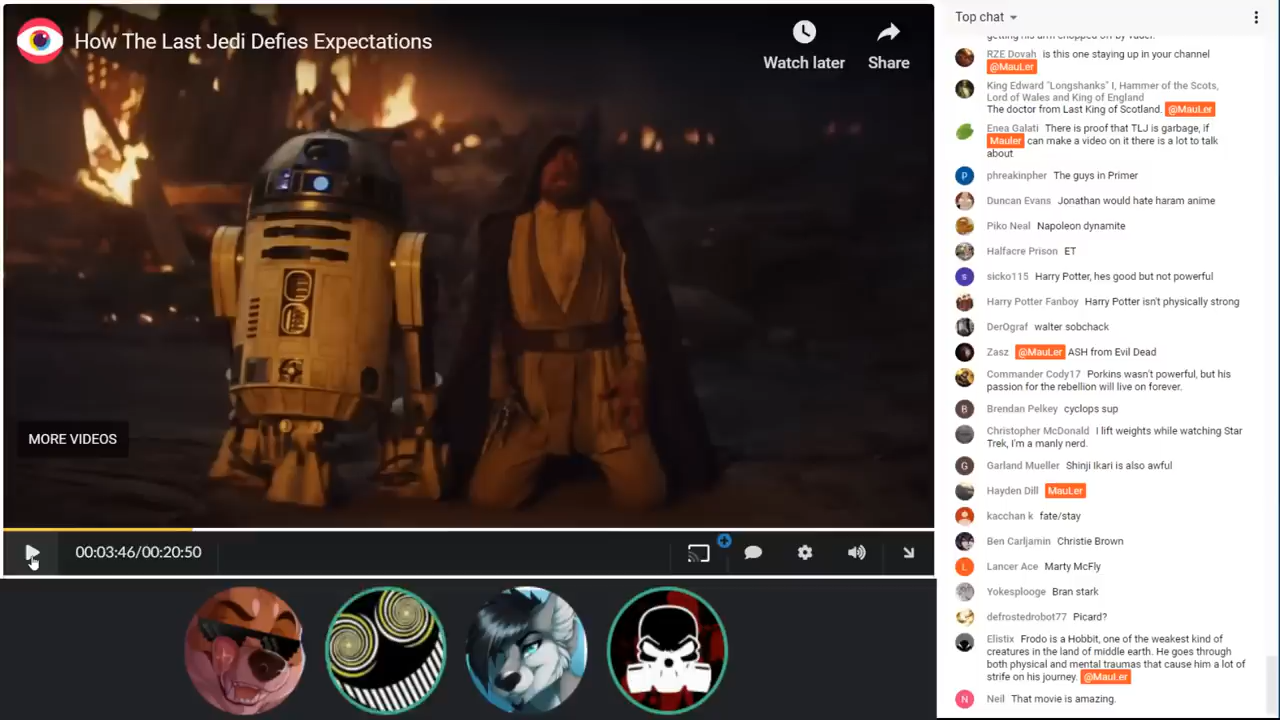 How The Last Jedi Defies Expectations
Watch later
Share
MORE VIDEOS
00:03:46/00:20:50
Top chat
getting his arm chopped off by vader.
RZE Dovah is this one staying up in your channel
@MauLer
King Edward "Longshanks" I, Hammer of the Scots,
Lord of Wales and King of England
The doctor from Last King of Scotland. @MauLer
Enea Galati There is proof that TLJ is garbage, if
Mauler can make a video on it there is a lot to talk
about
P phreakinpher The guys in Primer
Duncan Evans Jonathan would hate haram anime
Piko Neal Napoleon dynamite
Halfacre Prison ET
s sicko115 Harry Potter, hes good but not powerful
Harry Potter Fanboy Harry Potter isn't physically strong
DerOgraf walter sobchack
Zasz @MauLer ASH from Evil Dead
Commander Cody17 Porkins wasn't powerful, but his
passion for the rebellion will live on forever.
B Brendan Pelkey cyclops sup
Christopher McDonald I lift weights while watching Star
Trek, I'm a manly nerd.
G Garland Mueller Shinji Ikari is also awful
Hayden Dill MauLer
kacchan k fate/stay
Ben Carljamin Christie Brown
L Lancer Ace Marty McFly
Yokesplooge Bran stark
defrostedrobot77 Picard?
Elistix Frodo is a Hobbit, one of the weakest kind of
creatures in the land of middle earth. He goes through
both physical and mental traumas that cause him a lot of
strife on his journey. @MauLer
N Neil That movie is amazing.